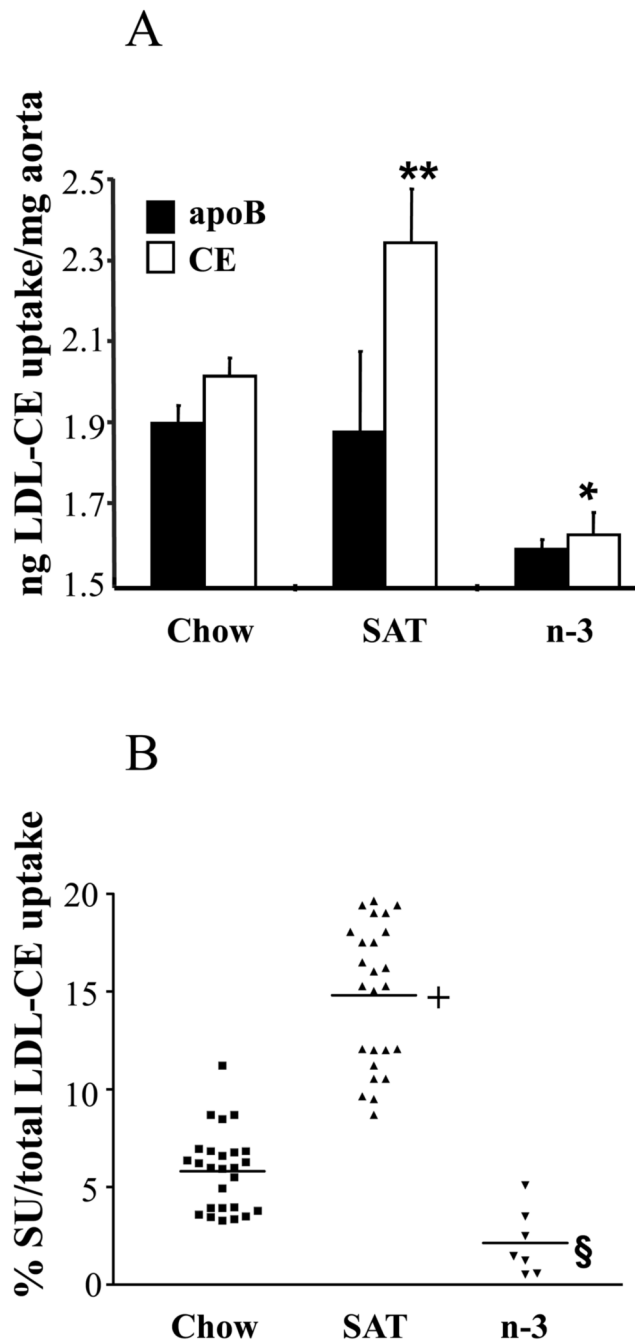 A
ng LDL-CE uptake/mg aorta
2.5
2.3
2.1
1.9
1.7
1.5
apoB
CE
**
*
Chow SAT n-3
B
% SU/total LDL-CE uptake
20
15
10
5
0
+
§
Chow SAT n-3